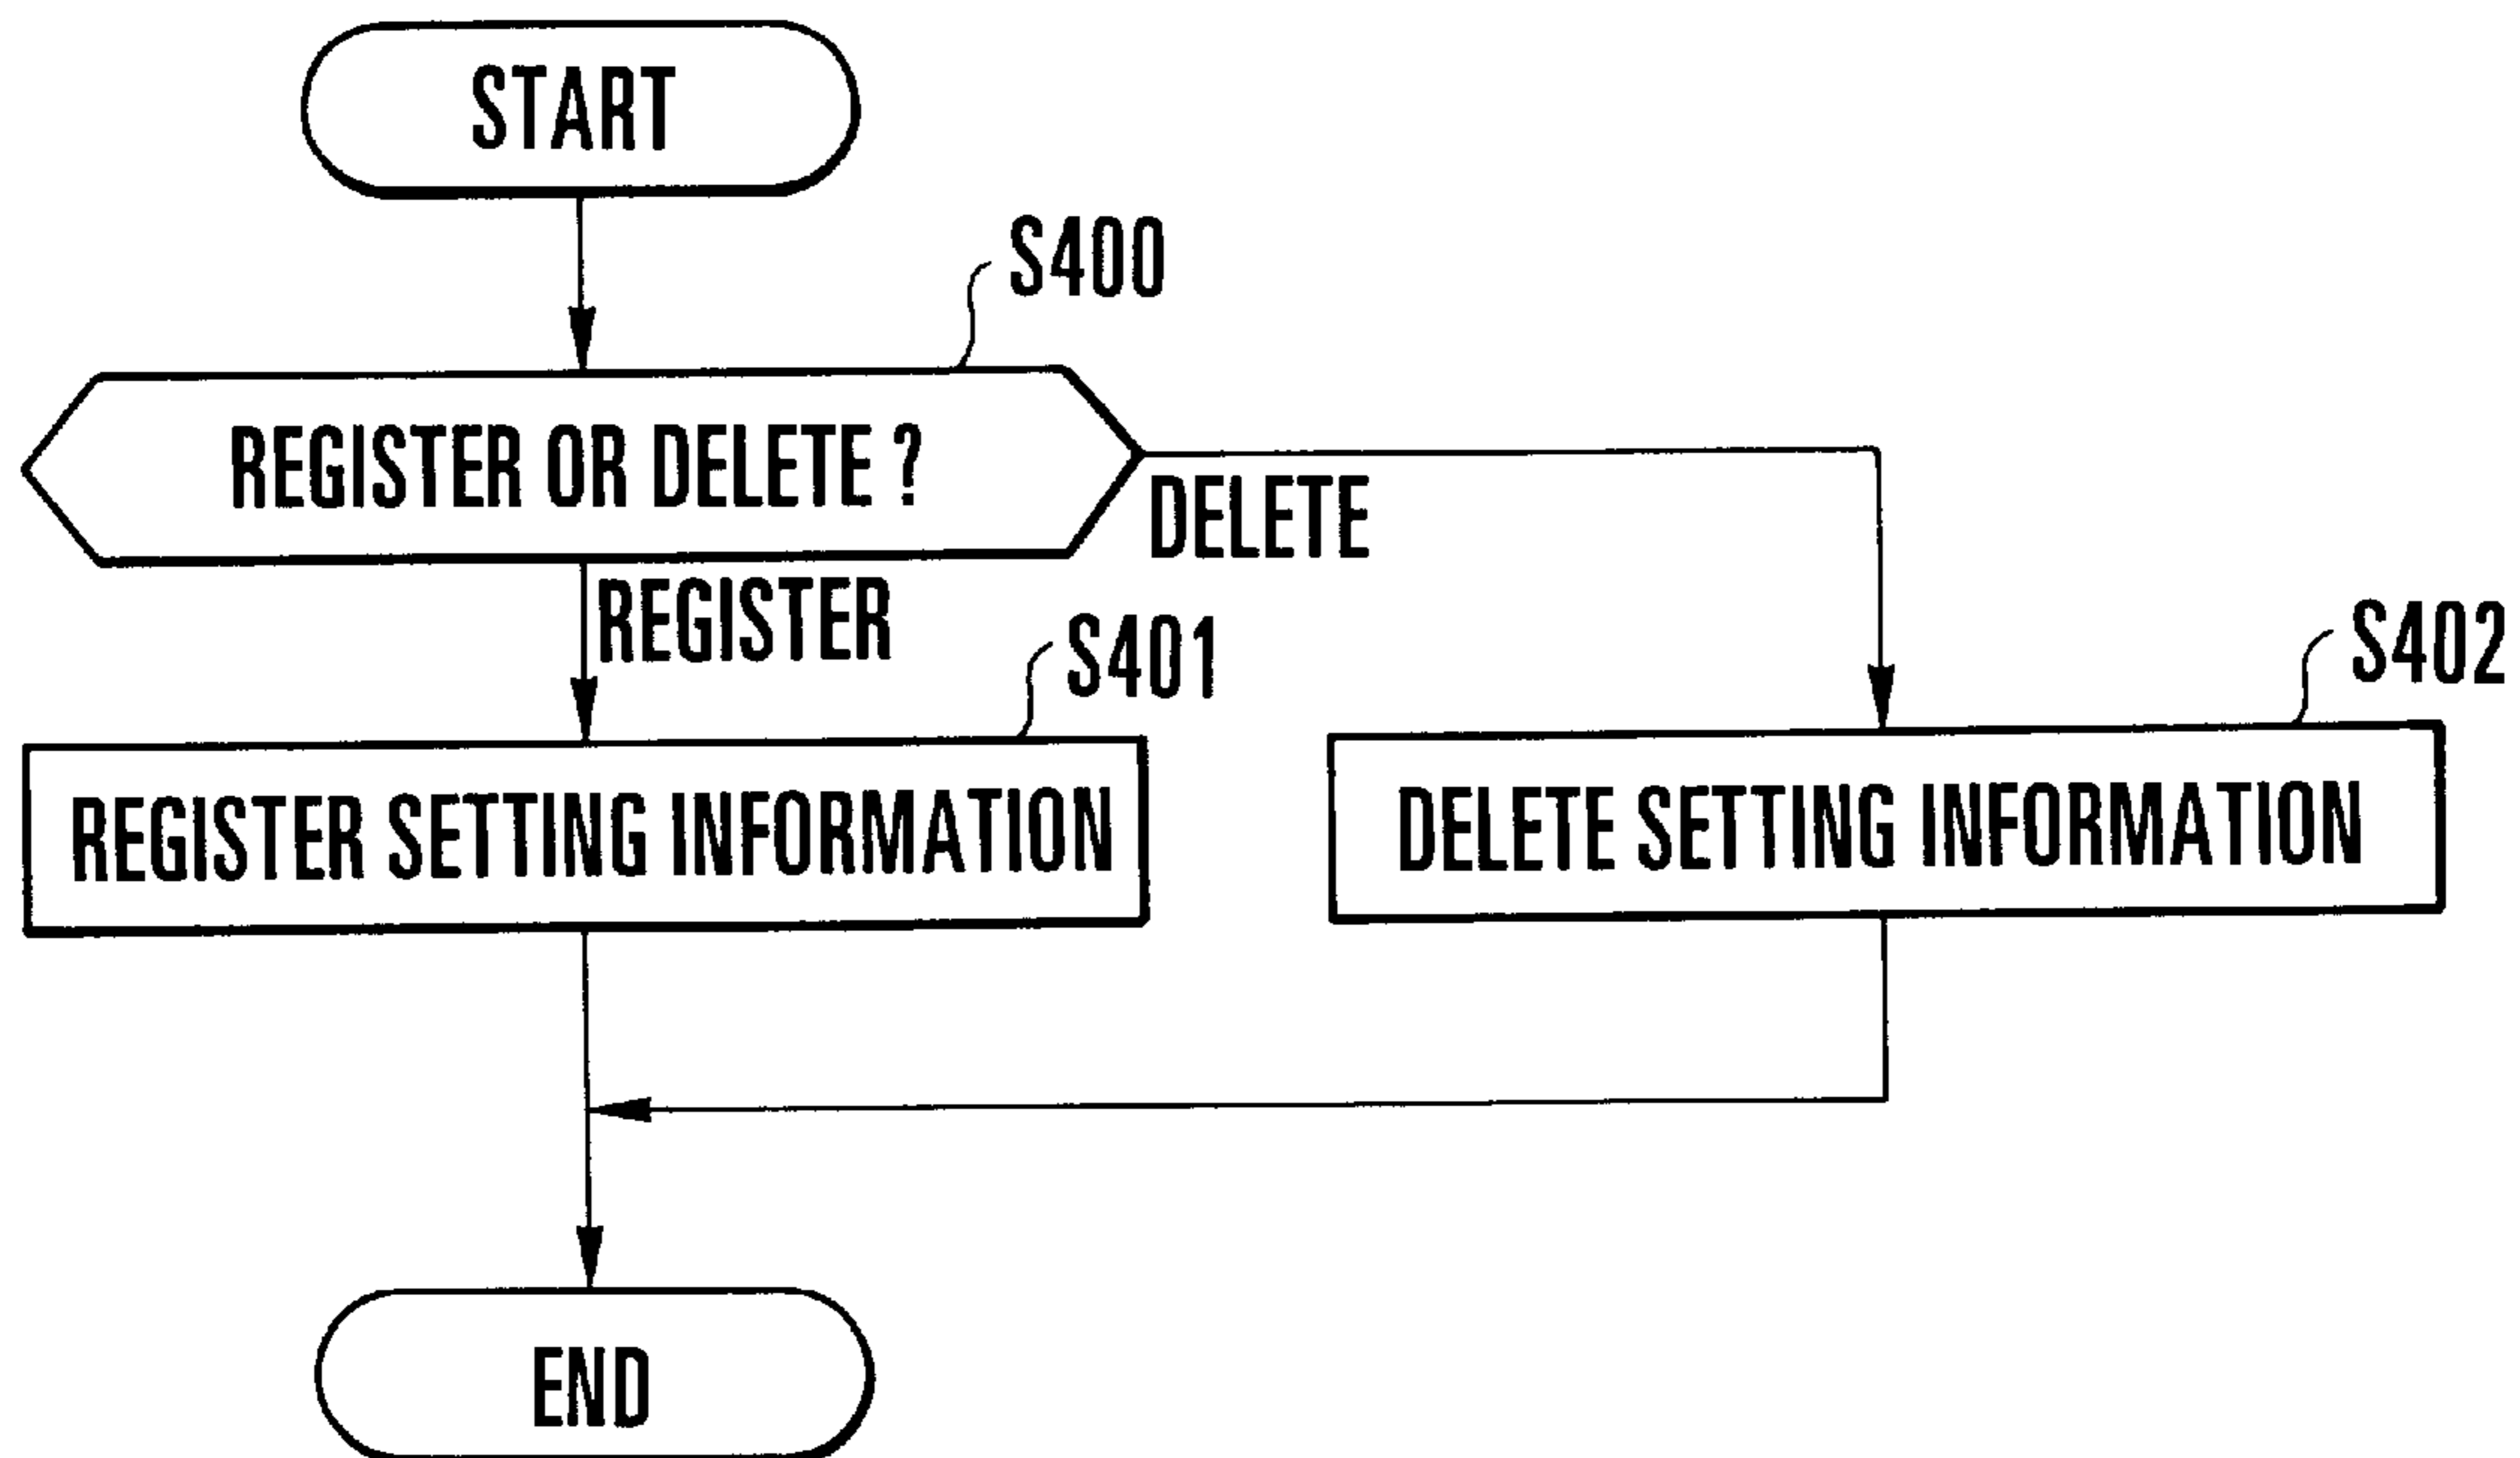 START
S400
REGISTER OR DELETE ?
DELETE
REGISTER
S401
S402
REGISTER SETTING INFORMATION
DELETE SETTING INFORMATION
END